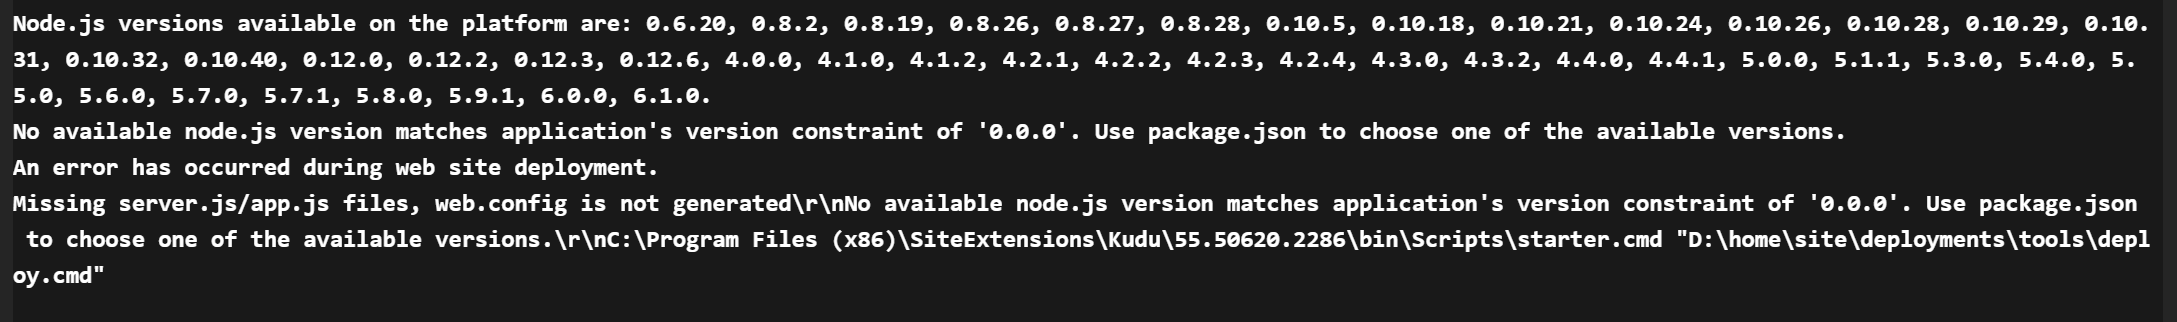 Node.js versions available on the platform are: 0.6.20, 0.8.2, 0.8.19, 0.8.26, 0.8.27, 0.8.28, 0.10.5, 0.10.18, 0.10.21, 0.10.24, 0.10.26, 0.10.28, 0.10.29, 0.10.
31, 0.10.32, 0.10.40, 0.12.0, 0.12.2, 0.12.3, 0.12.6, 4.0.0, 4.1.0, 4.1.2, 4.2.1, 4.2.2, 4.2.3, 4.2.4, 4.3.0, 4.3.2, 4.4.0, 4.4.1, 5.0.0, 5.1.1, 5.3.0, 5.4.0, 5.
5.0, 5.6.0, 5.7.0, 5.7.1, 5.8.0, 5.9.1, 6.0.0, 6.1.0.
No available node.js version matches application's version constraint of '0.0.0'. Use package.json to choose one of the available versions.
An error has occurred during web site deployment.
Missing server.js/app.js files, web.config is not generated\r\nNo available node.js version matches application's version constraint of '0.0.0'. Use package.json
 to choose one of the available versions.\r\nC:\Program Files (x86)\SiteExtensions\Kudu\55.50620.2286\bin\Scripts\starter.cmd "D:\home\site\deployments\tools\depl
oy.cmd"